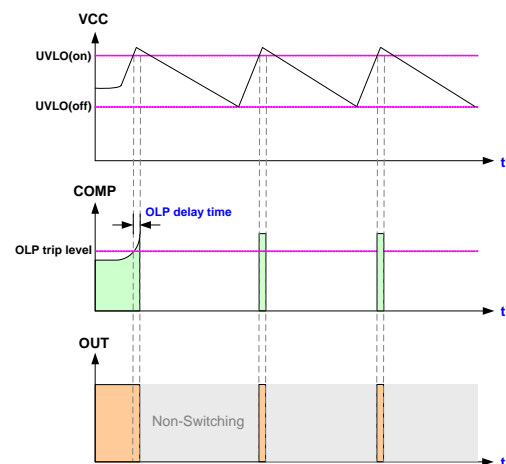 VCC
UVLO(on)
UVLO(off)
t
COMP
OLP delay time
OLP trip level
t
OUT
Non-Switching
t